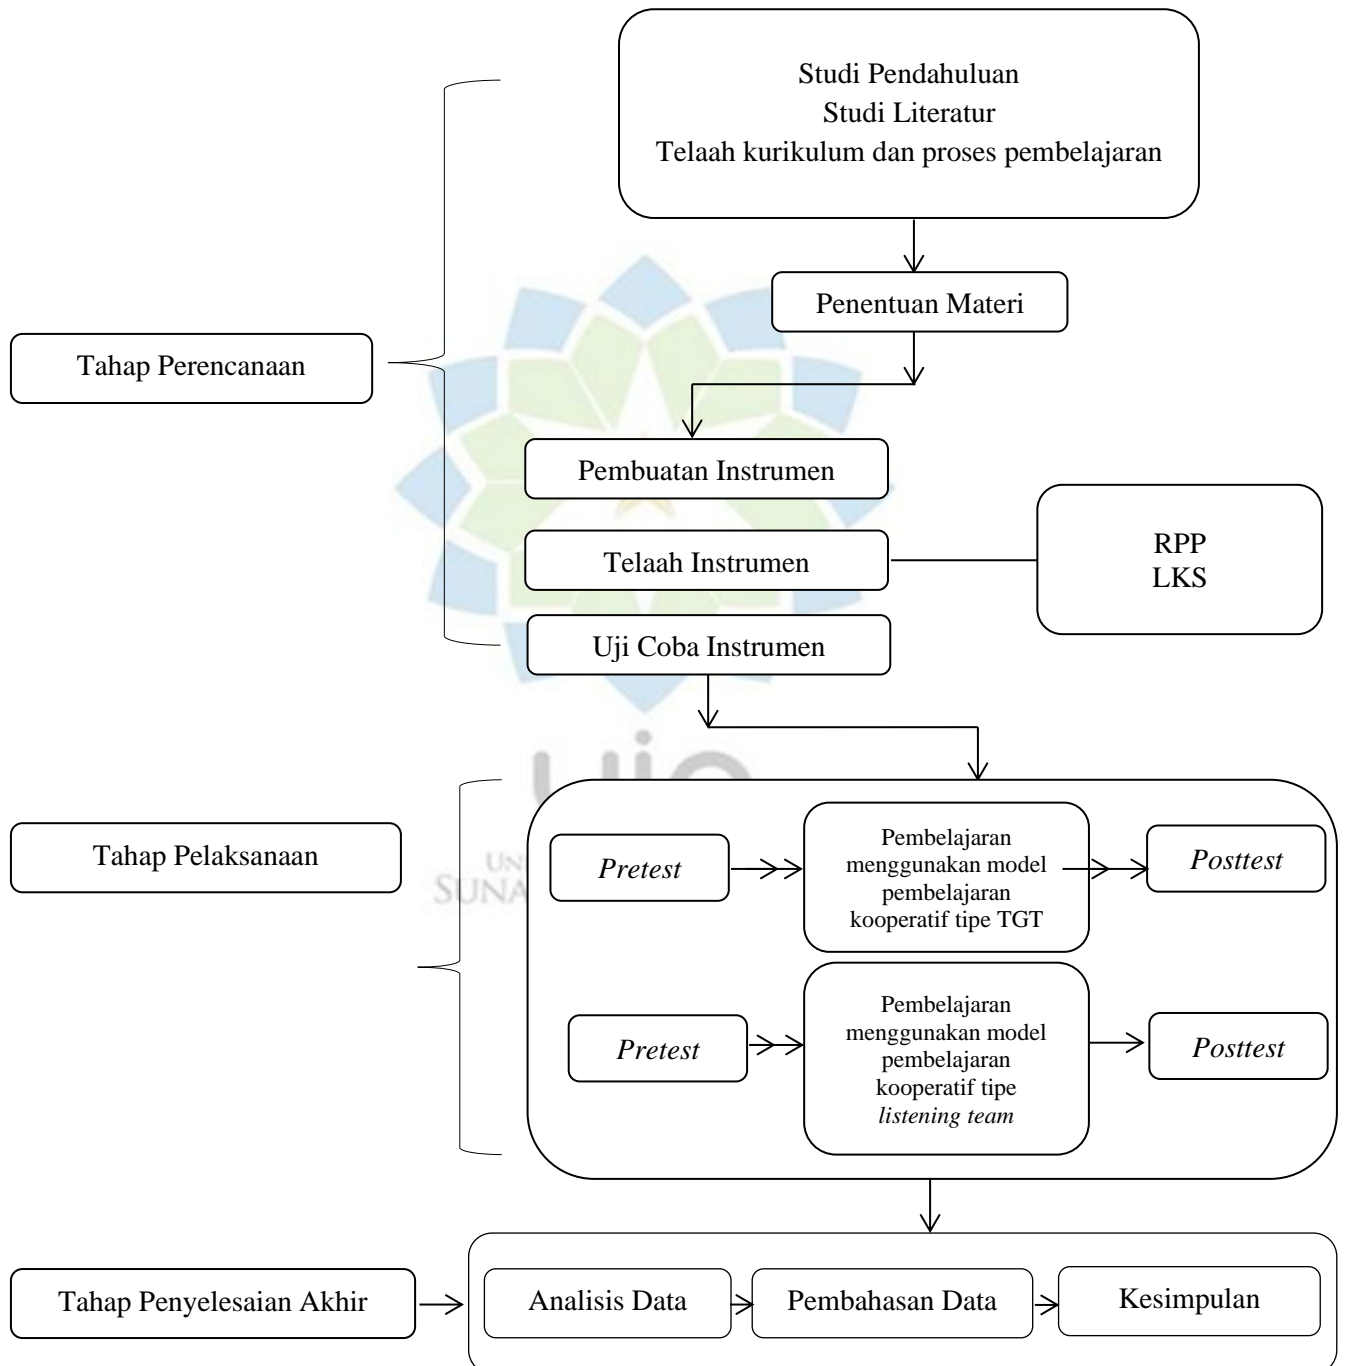 Studi Pendahuluan
Studi Literatur
Telaah kurikulum dan proses pembelajaran
Penentuan Materi
Tahap Perencanaan
Pembuatan Instrumen
Telaah Instrumen
RPP
LKS
Uji Coba Instrumen
Tahap Pelaksanaan
Pretest
Pembelajaran
menggunakan model
pembelajaran
kooperatif tipe TGT
Posttest
Pretest
Pembelajaran
menggunakan model
pembelajaran
kooperatif tipe
listening team
Posttest
Tahap Penyelesaian Akhir
Analisis Data
Pembahasan Data
Kesimpulan